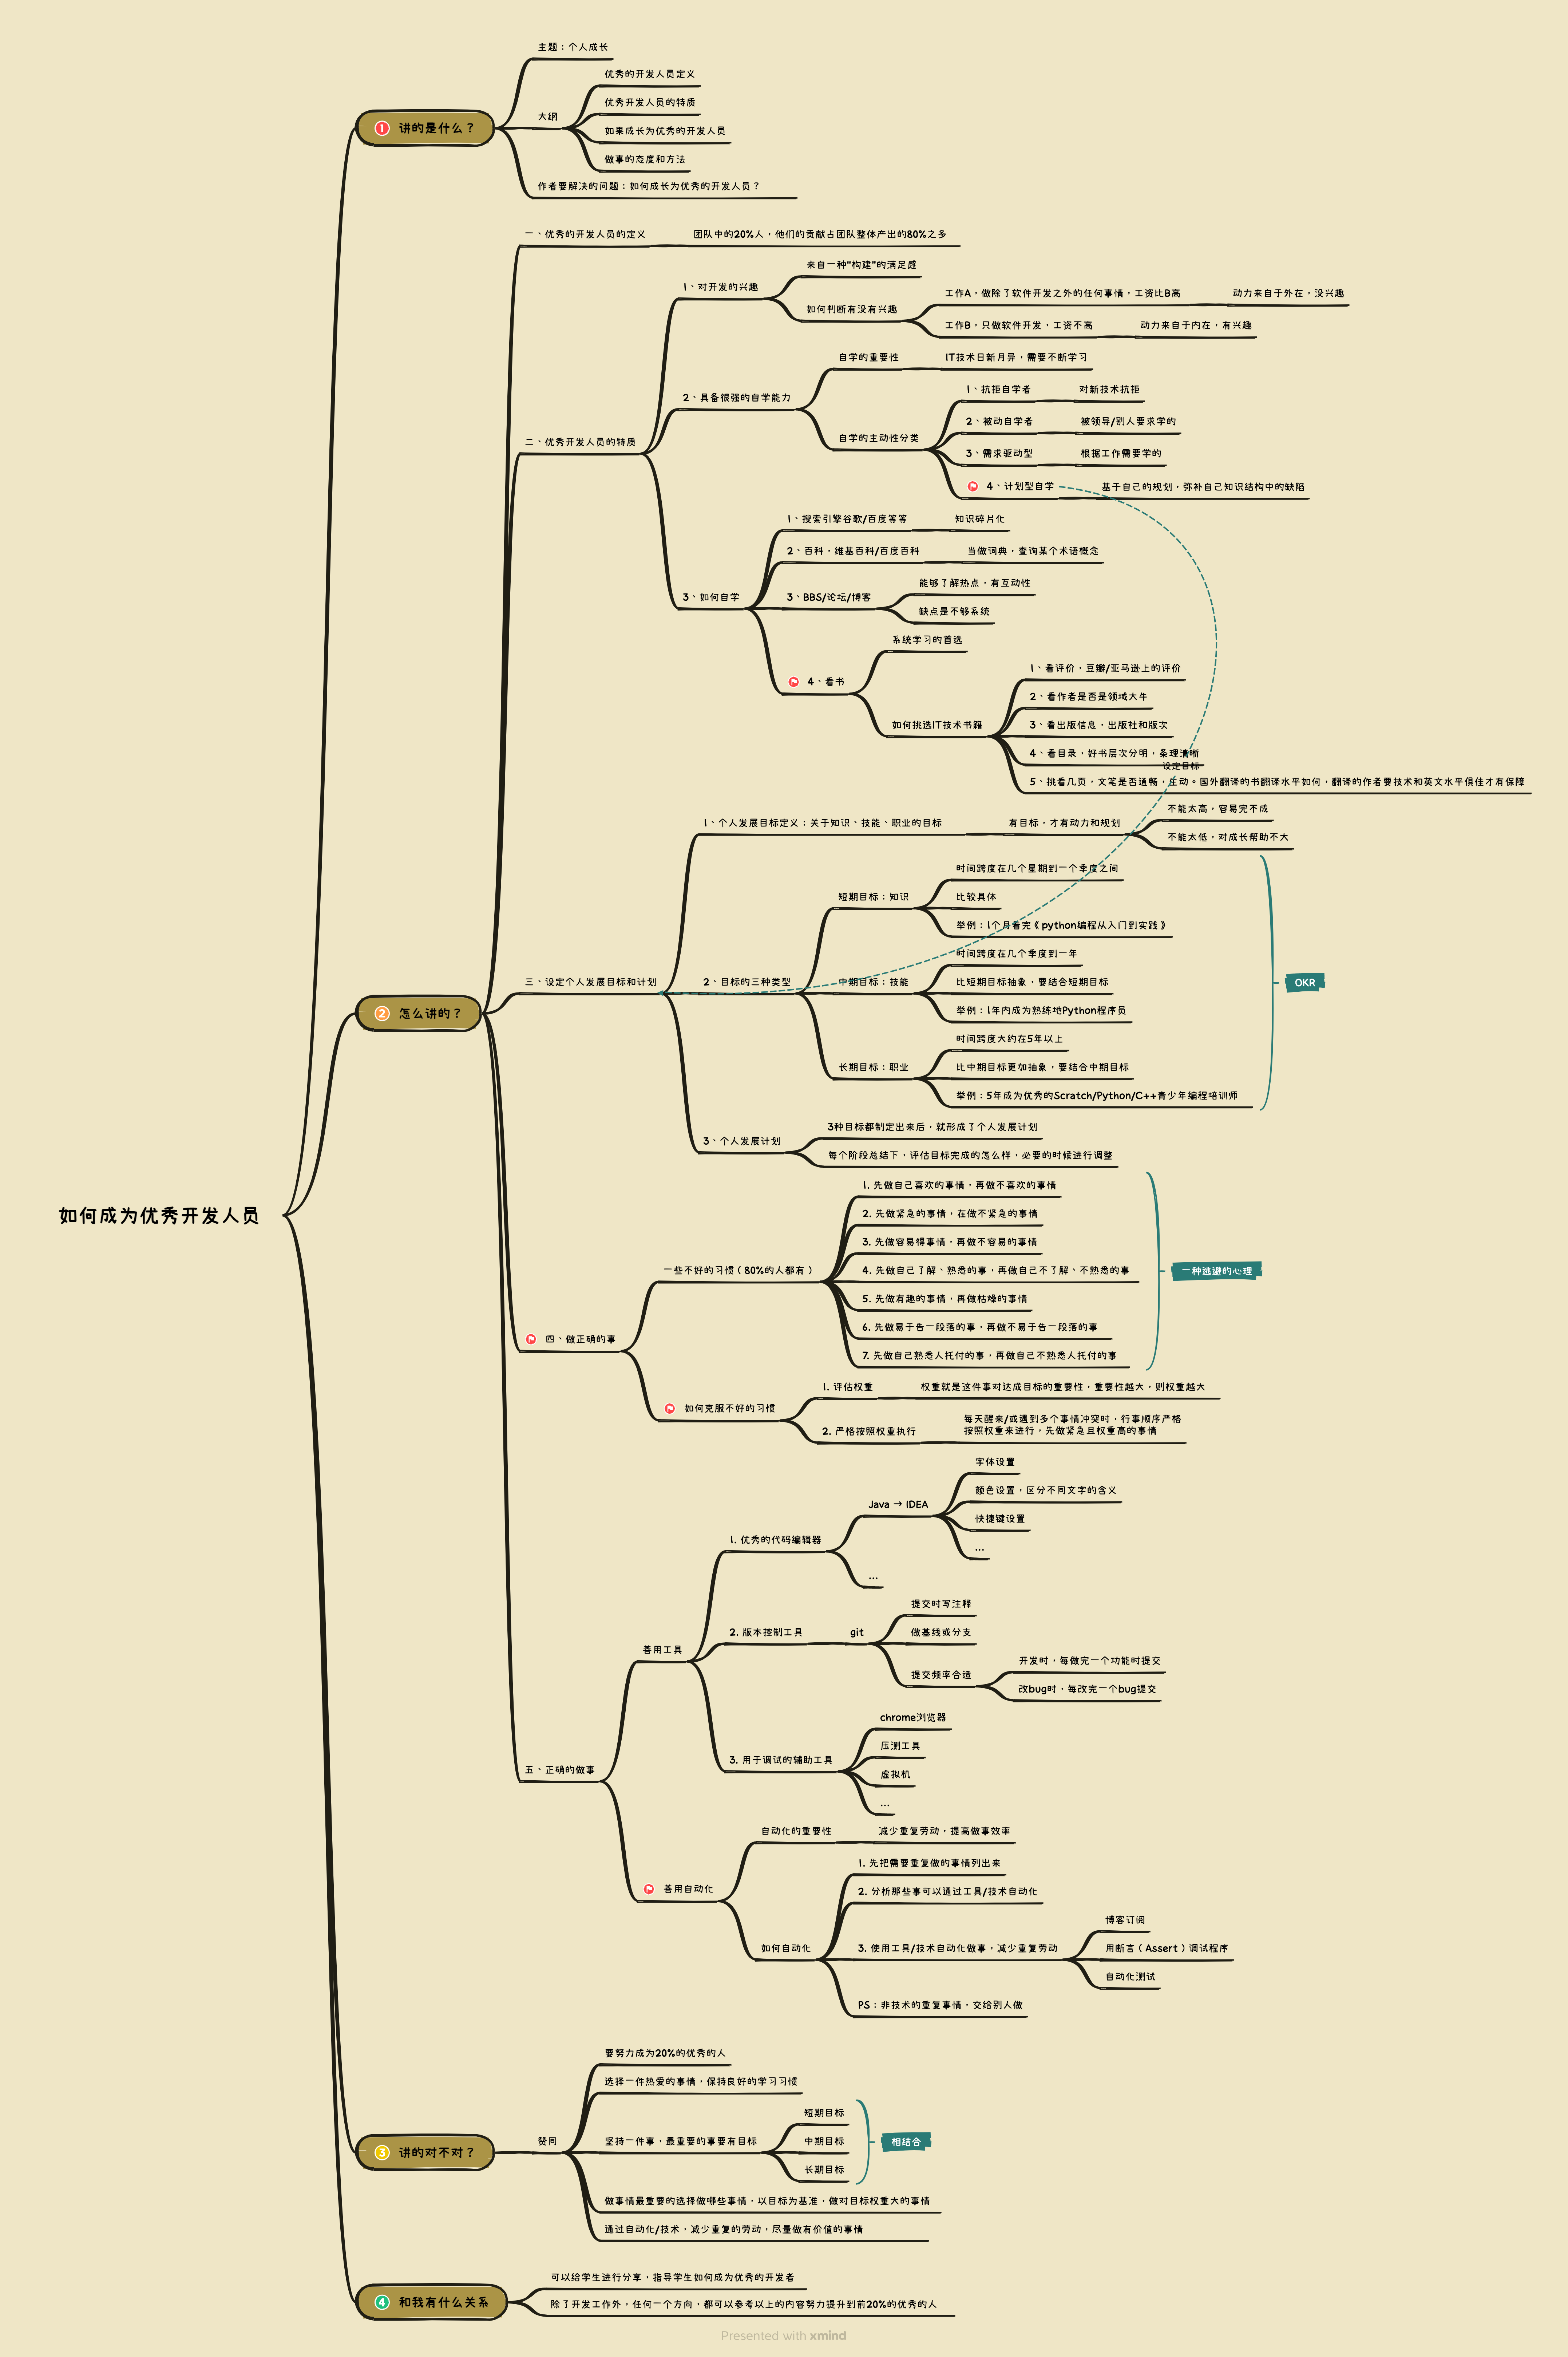 如何成为优秀开发人员
1 讲的是什么？
主题：个人成长
大纲
优秀的开发人员定义
优秀开发人员的特质
如果成长为优秀的开发人员
做事的态度和方法
作者要解决的问题：如何成长为优秀的开发人员？
2 怎么讲的？
一、优秀的开发人员的定义
团队中的20%人，他们的贡献占团队整体产出的80%之多
二、优秀开发人员的特质
1、对开发的兴趣
来自一种"构建"的满足感
如何判断有没有兴趣
工作A，做除了软件开发之外的任何事情，工资比B高
动力来自于外在，没兴趣
工作B，只做软件开发，工资不高
动力来自于内在，有兴趣
2、具备很强的自学能力
自学的重要性
IT技术日新月异，需要不断学习
自学的主动性分类
1、抗拒自学者
对新技术抗拒
2、被动自学者
被领导/别人要求学的
3、需求驱动型
根据工作需要学的
4、计划型自学
基于自己的规划，弥补自己知识结构中的缺陷
3、如何自学
1、搜索引擎谷歌/百度等等
知识碎片化
2、百科，维基百科/百度百科
当做词典，查询某个术语概念
3、BBS/论坛/博客
能够了解热点，有互动性
缺点是不够系统
4、看书
系统学习的首选
如何挑选IT技术书籍
1、看评价，豆瓣/亚马逊上的评价
2、看作者是否是领域大牛
3、看出版信息，出版社和版次
4、看目录，好书层次分明，条理清晰
设定目标
5、挑看几页，文笔是否通畅，生动。国外翻译的书翻译水平如何，翻译的作者要技术和英文水平俱佳才有保障
三、设定个人发展目标和计划
1、个人发展目标定义：关于知识、技能、职业的目标
有目标，才有动力和规划
不能太高，容易完不成
不能太低，对成长帮助不大
2、目标的三种类型
短期目标：知识
时间跨度在几个星期到一个季度之间
比较具体
举例：1个月看完《python编程从入门到实践》
中期目标：技能
时间跨度在几个季度到一年
比短期目标抽象，要结合短期目标
举例：1年内成为熟练地Python程序员
长期目标：职业
时间跨度大约在5年以上
比中期目标更加抽象，要结合中期目标
举例：5年成为优秀的Scratch/Python/C++青少年编程培训师
OKR
3、个人发展计划
3种目标都制定出来后，就形成了个人发展计划
每个阶段总结下，评估目标完成的怎么样，必要的时候进行调整
四、做正确的事
一些不好的习惯（80%的人都有）
1. 先做自己喜欢的事情，再做不喜欢的事情
2. 先做紧急的事情，在做不紧急的事情
3. 先做容易得事情，再做不容易的事情
4. 先做自己了解、熟悉的事，再做自己不了解、不熟悉的事
5. 先做有趣的事情，再做枯燥的事情
6. 先做易于告一段落的事，再做不易于告一段落的事
7. 先做自己熟悉人托付的事，再做自己不熟悉人托付的事
一种逃避的心理
如何克服不好的习惯
1. 评估权重
权重就是这件事对达成目标的重要性，重要性越大，则权重越大
2. 严格按照权重执行
每天醒来/或遇到多个事情冲突时，行事顺序严格
按照权重来进行，先做紧急且权重高的事情
五、正确的做事
善用工具
1. 优秀的代码编辑器
Java → IDEA
字体设置
颜色设置，区分不同文字的含义
快捷键设置
...
...
2. 版本控制工具
git
提交时写注释
做基线或分支
提交频率合适
开发时，每做完一个功能时提交
改bug时，每改完一个bug提交
3. 用于调试的辅助工具
chrome浏览器
压测工具
虚拟机
...
善用自动化
自动化的重要性
减少重复劳动，提高做事效率
如何自动化
1. 先把需要重复做的事情列出来
2. 分析那些事可以通过工具/技术自动化
3. 使用工具/技术自动化做事，减少重复劳动
博客订阅
用断言（Assert）调试程序
自动化测试
PS：非技术的重复事情，交给别人做
3 讲的对不对？
赞同
要努力成为20%的优秀的人
选择一件热爱的事情，保持良好的学习习惯
坚持一件事，最重要的事要有目标
短期目标
中期目标
长期目标
相结合
做事情最重要的选择做哪些事情，以目标为基准，做对目标权重大的事情
通过自动化/技术，减少重复的劳动，尽量做有价值的事情
4 和我有什么关系
可以给学生进行分享，指导学生如何成为优秀的开发者
除了开发工作外，任何一个方向，都可以参考以上的内容努力提升到前20%的优秀的人
Presented with xmind